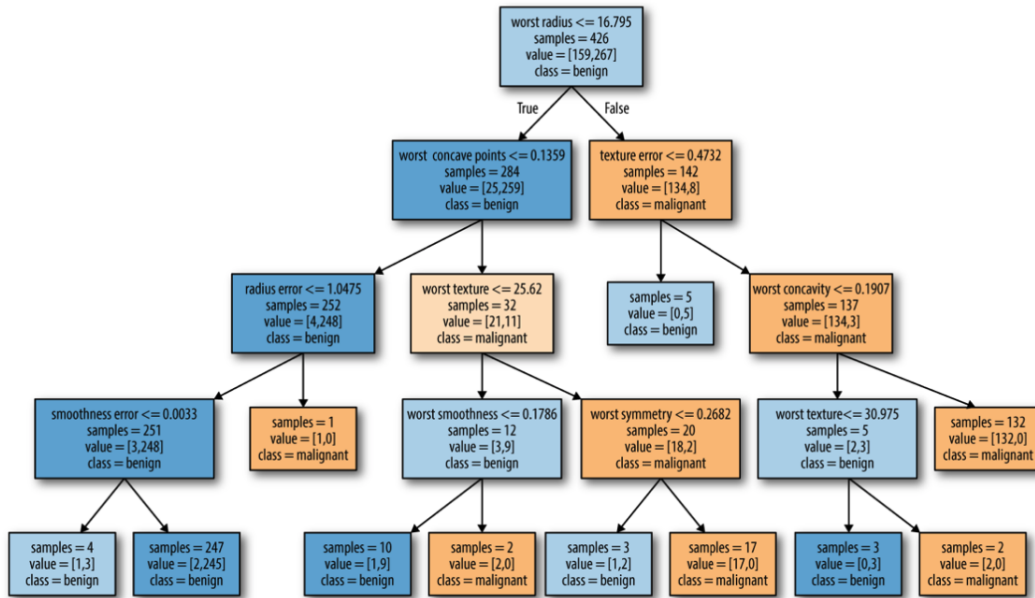 worst radius <= 16.795
samples = 426
value = [159,267]
class = benign
True
False
worst concave points <= 0.1359
samples = 284
value = [25,259]
class = benign
texture error <= 0.4732
samples = 142
value = [134,8]
class = malignant
radius error <= 1.0475
samples = 252
value = [4,248]
class = benign
worst texture <= 25.62
samples = 32
value = [21,11]
class = malignant
samples = 5
value = [0,5]
class = benign
worst concavity <= 0.1907
samples = 137
value = [134,3]
class = malignant
smoothness error <= 0.0033
samples = 251
value = [3,248]
class = benign
samples = 1
value = [1,0]
class = malignant
worst smoothness <= 0.1786
samples = 12
value = [3,9]
class = benign
worst symmetry <= 0.2682
samples = 20
value = [18,2]
class = malignant
worst texture<= 30.975
samples = 5
value = [2,3]
class = benign
samples = 132
value = [132,0]
class = malignant
samples = 4
value = [1,3]
class = benign
samples = 247
value = [2,245]
class = benign
samples = 10
value = [1,9]
class = benign
samples = 2
value = [2,0]
class = malignant
samples = 3
value = [1,2]
class = benign
samples = 17
value = [17,0]
class = malignant
samples = 3
value = [0,3]
class = benign
samples = 2
value = [2,0]
class = malignant